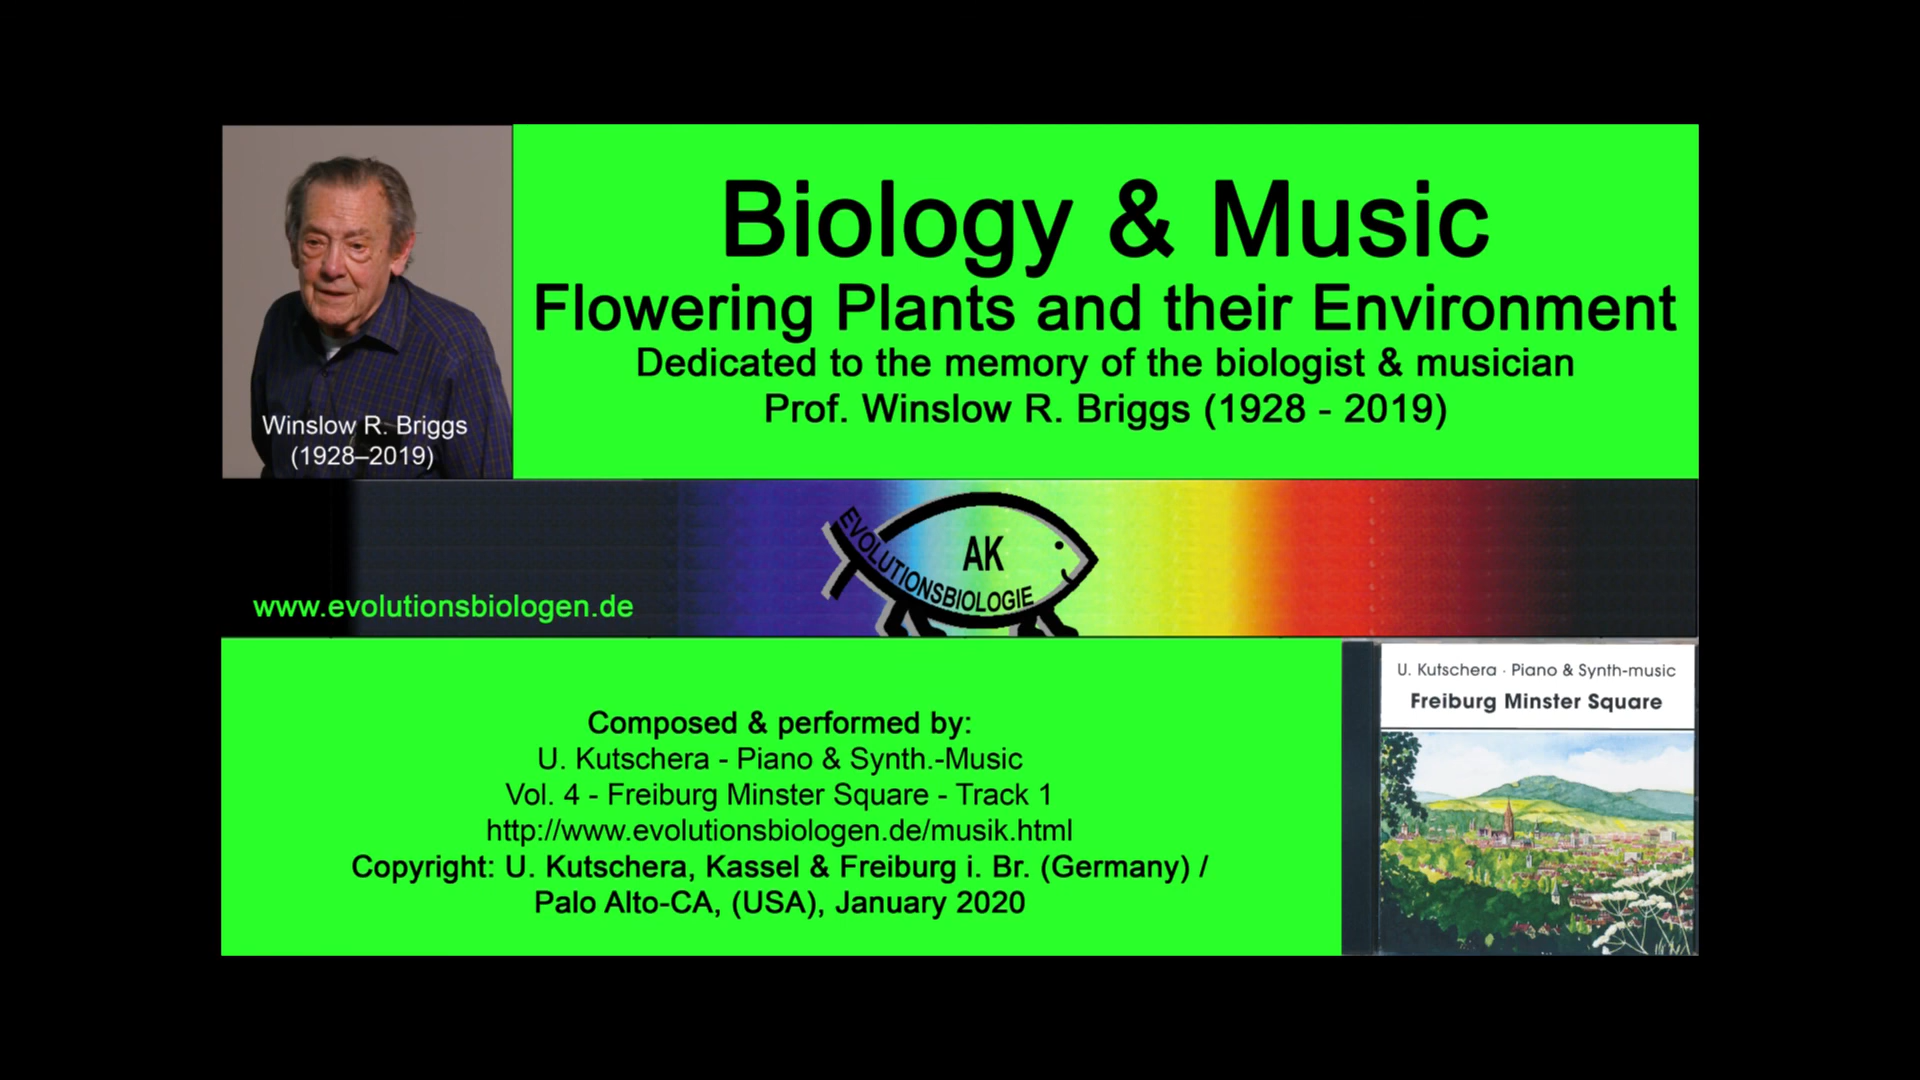 Biology & Music
Flowering Plants and their Environment
Dedicated to the memory of the biologist & musician
Prof. Winslow R. Briggs (1928 - 2019)
Winslow R. Briggs
(1928–2019)
www.evolutionsbiologen.de
AK
EVOLUTIONSBIOLOGIE
Composed & performed by:
U. Kutschera - Piano & Synth.-Music
Vol. 4 - Freiburg Minster Square - Track 1
http://www.evolutionsbiologen.de/musik.html
Copyright: U. Kutschera, Kassel & Freiburg i. Br. (Germany) /
Palo Alto-CA, (USA), January 2020
U. Kutschera · Piano & Synth-music
Freiburg Minster Square